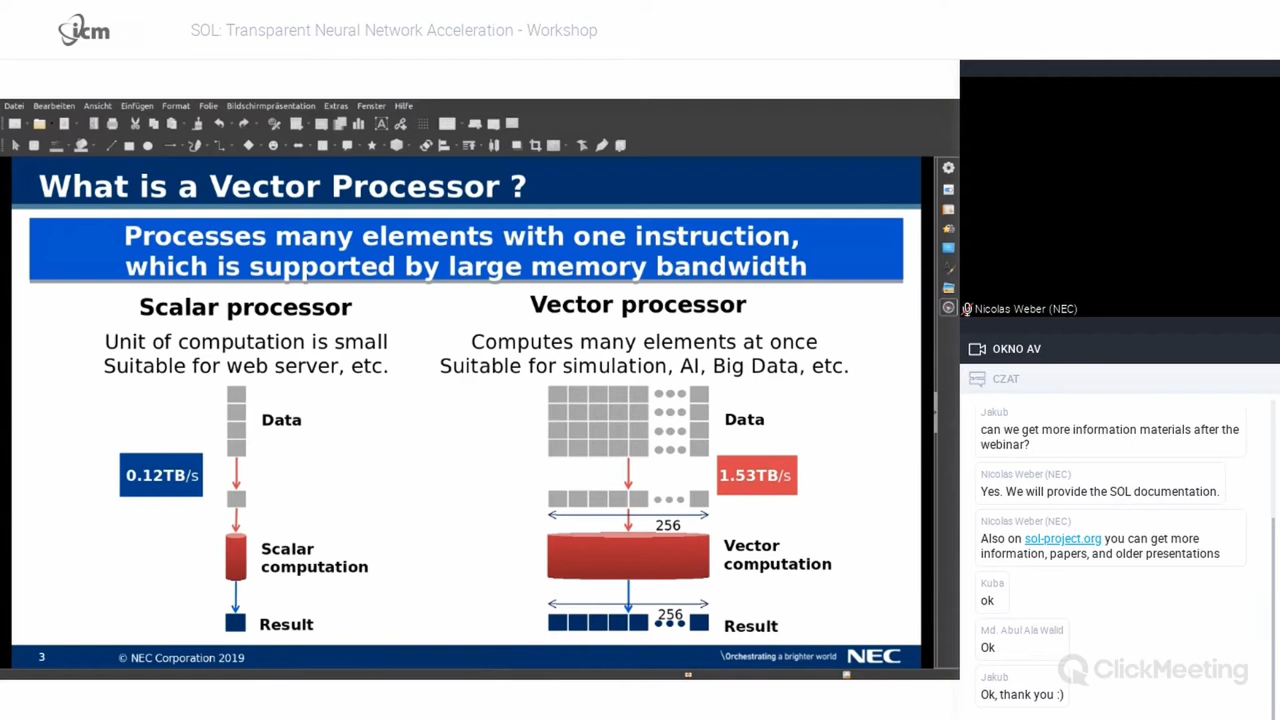 icm
SOL: Transparent Neural Network Acceleration - Workshop
Datei Bearbeiten Ansicht Einfügen Format Folie Bildschirmpräsentation Extras Fenster Hilfe
What is a Vector Processor ?
Processes many elements with one instruction,
which is supported by large memory bandwidth
Scalar processor
Unit of computation is small
Suitable for web server, etc.
Data
0.12TB/s
Scalar
computation
Result
Vector processor
Computes many elements at once
Suitable for simulation, AI, Big Data, etc.
Data
1.53TB/s
256
Vector
computation
256
Result
3
© NEC Corporation 2019
\Orchestrating a brighter world
NEC
Nicolas Weber (NEC)
OKNO AV
CZAT
Jakub
can we get more information materials after the
webinar?
Nicolas Weber (NEC)
Yes. We will provide the SOL documentation.
Nicolas Weber (NEC)
Also on sol-project.org you can get more
information, papers, and older presentations
Kuba
ok
Md. Abul Ala Walid
Ok
Jakub
Ok, thank you :)
ClickMeeting